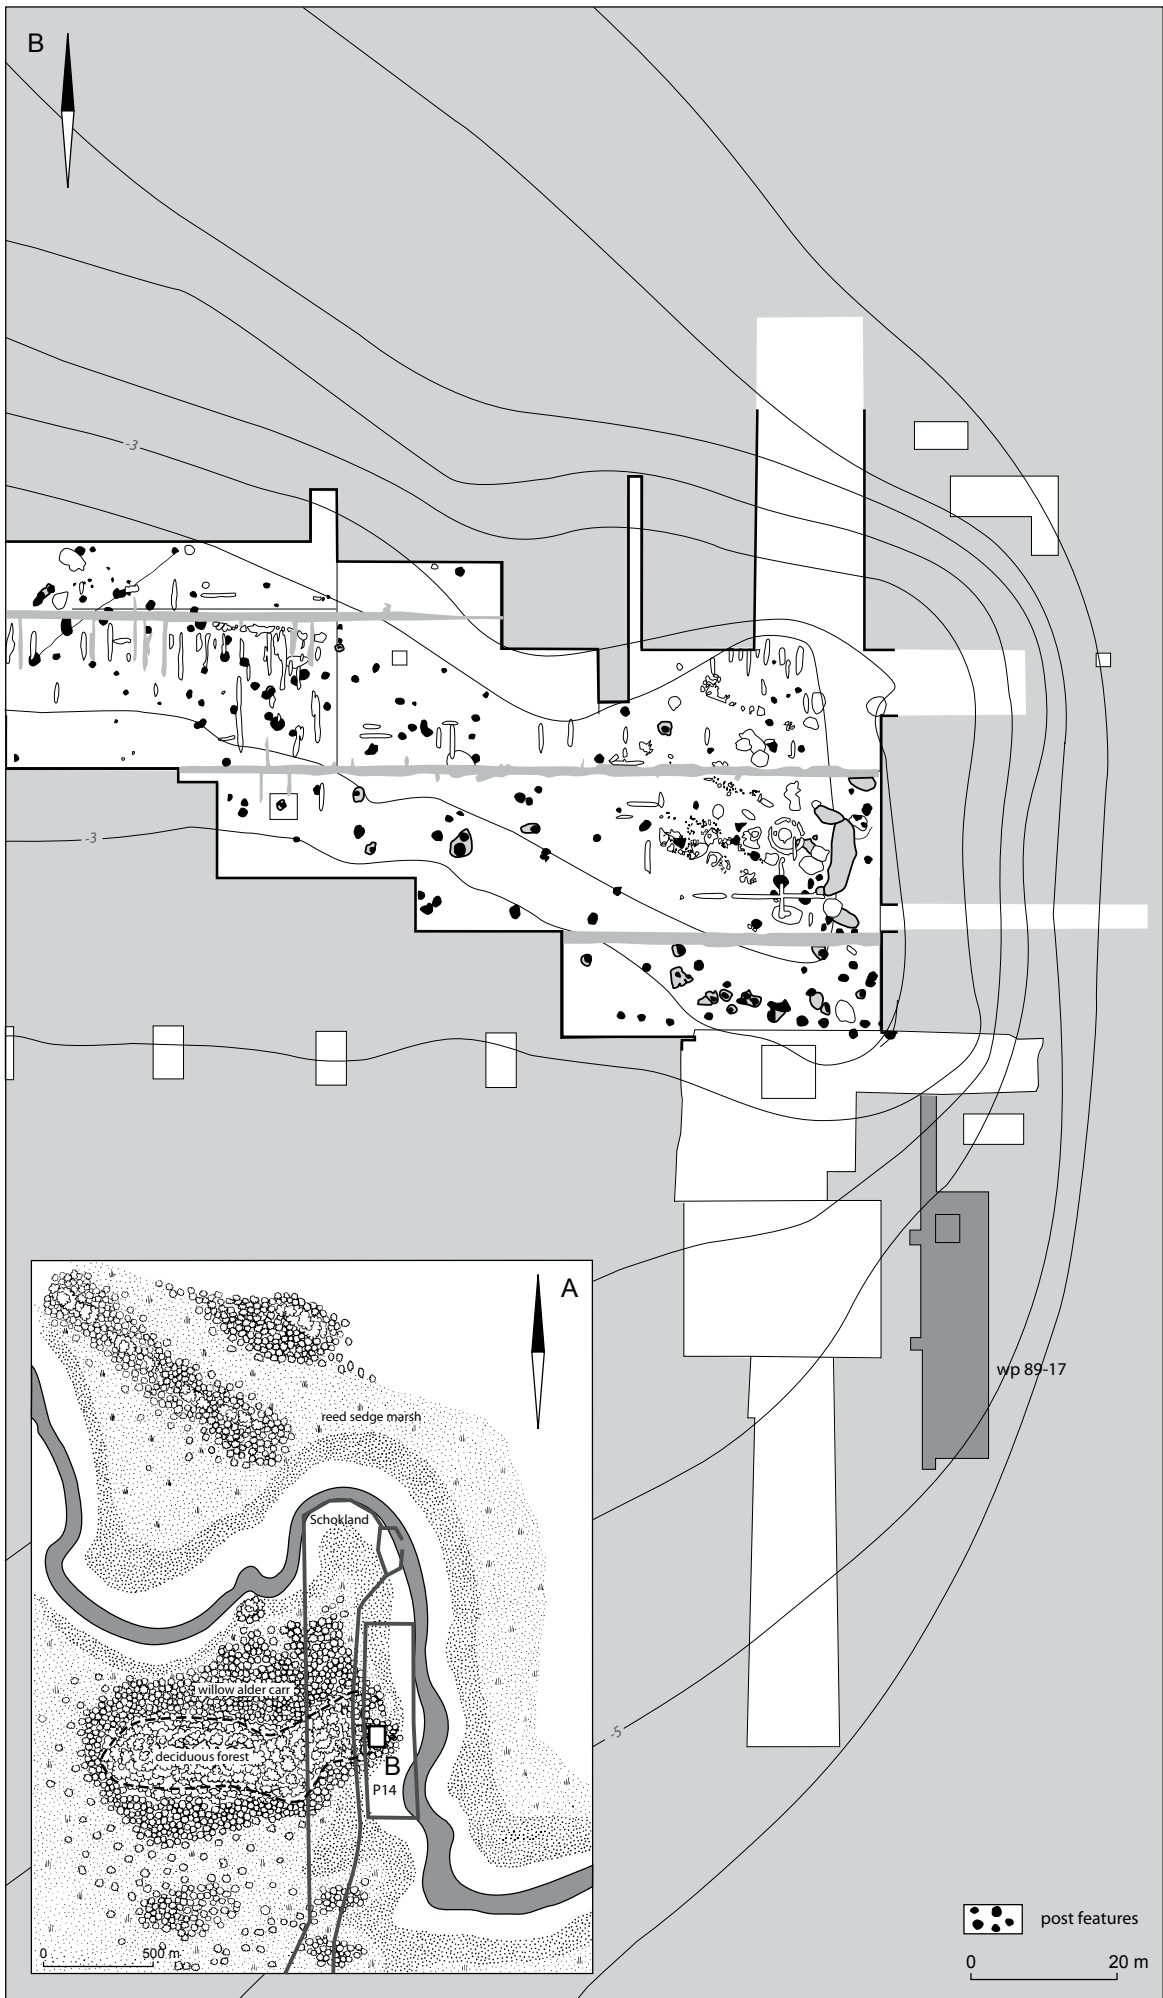 B
-3
-3
wp 89-17
-5
post features
0 20 m
A
reed sedge marsh
Schokland
willow alder carr
deciduous forest
B
P14
0 500 m